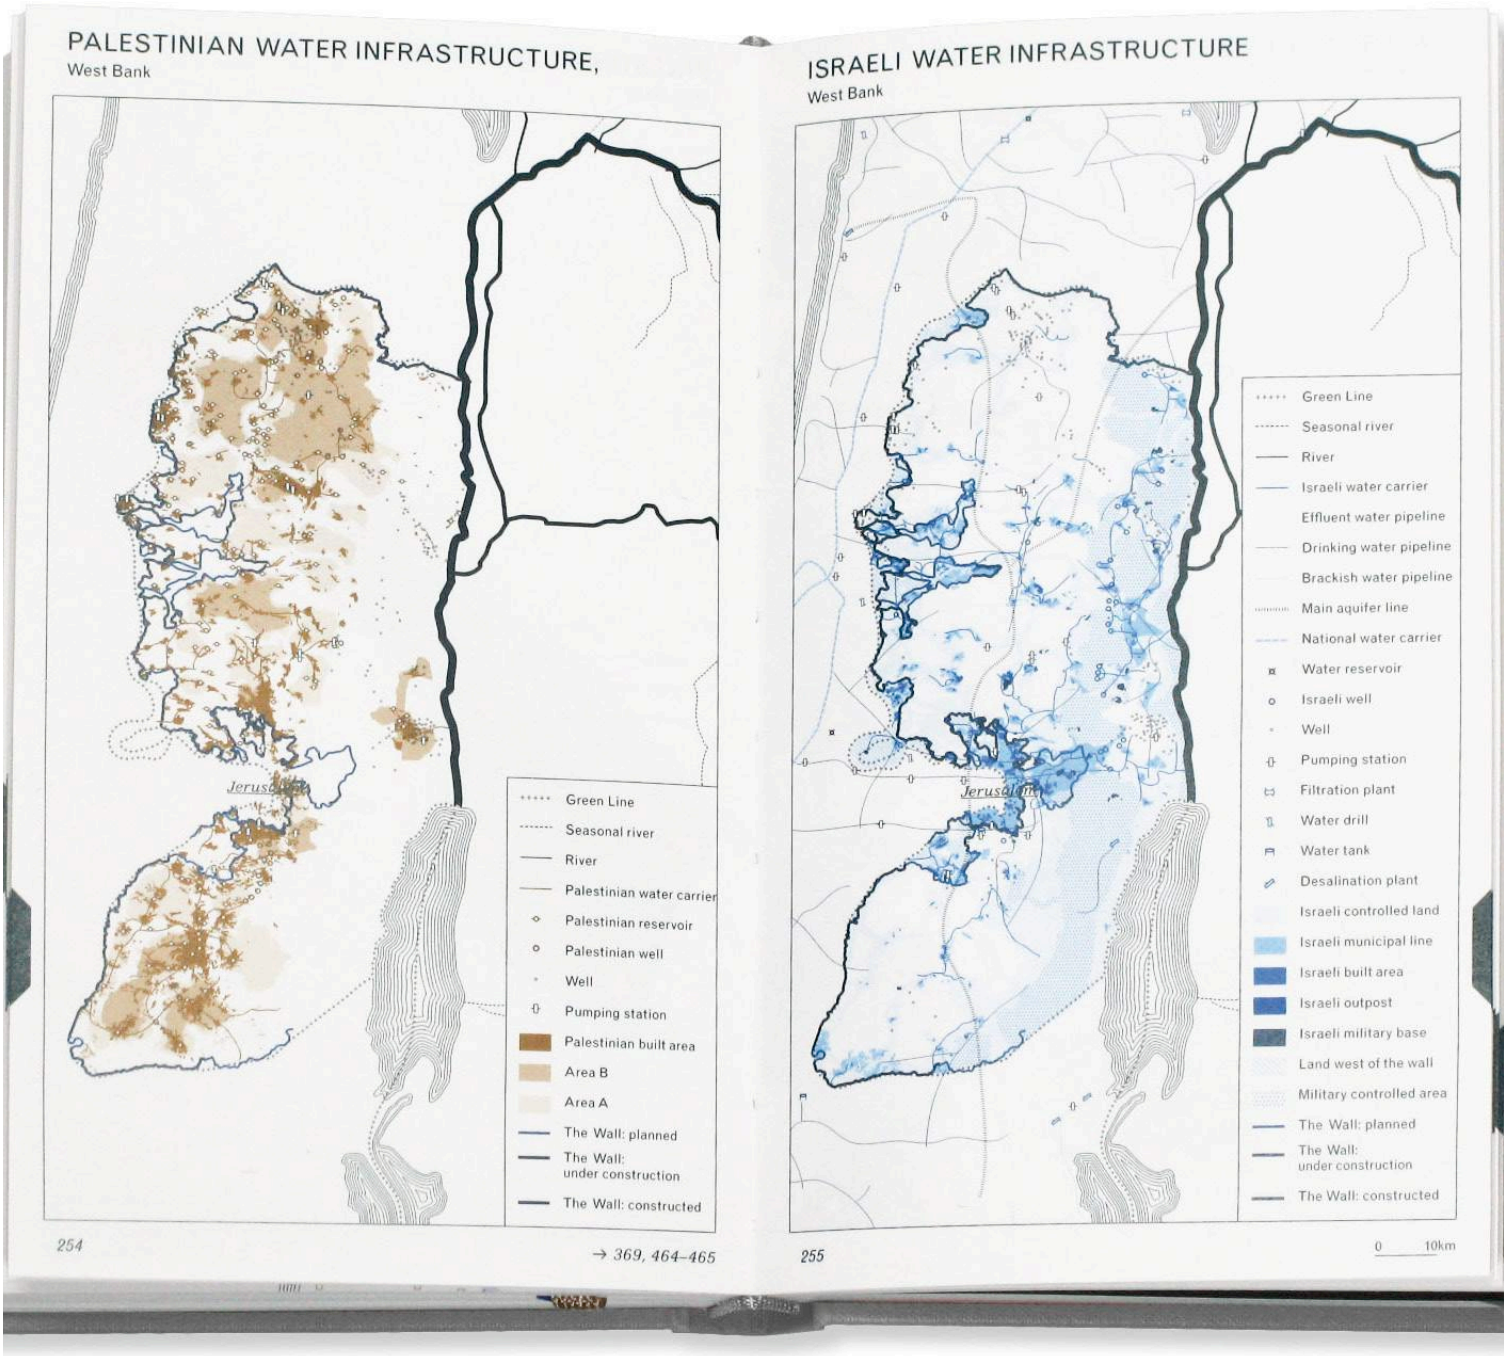 PALESTINIAN WATER INFRASTRUCTURE,
West Bank
Jerusalem
Green Line
Seasonal river
River
Palestinian water carrier
Palestinian reservoir
Palestinian well
Well
Pumping station
Palestinian built area
Area B
Area A
The Wall: planned
The Wall:
under construction
The Wall: constructed
254
→ 369, 464–465
ISRAELI WATER INFRASTRUCTURE
West Bank
Jerusalem
Green Line
Seasonal river
River
Israeli water carrier
Effluent water pipeline
Drinking water pipeline
Brackish water pipeline
Main aquifer line
National water carrier
Water reservoir
Israeli well
Well
Pumping station
Filtration plant
Water drill
Water tank
Desalination plant
Israeli controlled land
Israeli municipal line
Israeli built area
Israeli outpost
Israeli military base
Land west of the wall
Military controlled area
The Wall: planned
The Wall:
under construction
The Wall: constructed
255
0 10km